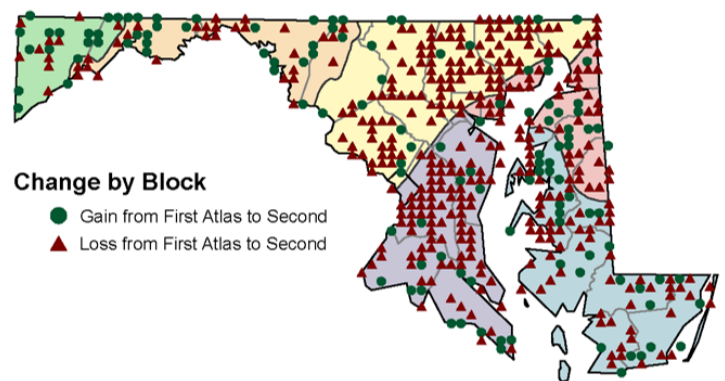 Change by Block
Gain from First Atlas to Second
Loss from First Atlas to Second